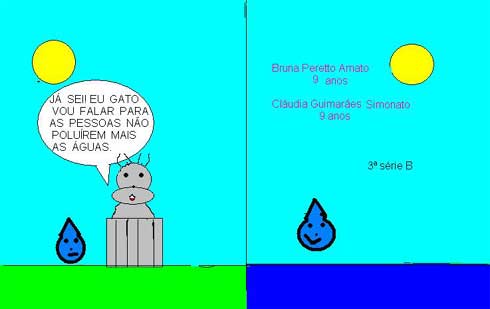 JÁ SEI! EU GATO
VOU FALAR PARA
AS PESSOAS NÃO
POLUÍREM MAIS
AS ÁGUAS.
Bruna Peretto Amato
9 anos
Cláudia Guimarães Simonato
9 anos
3ª série B